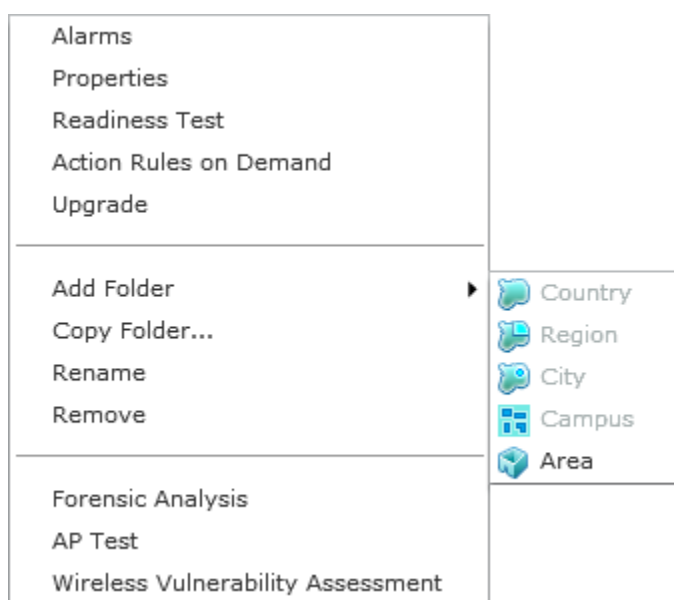 Alarms
Properties
Readiness Test
Action Rules on Demand
Upgrade
Add Folder
Copy Folder...
Rename
Remove
Country
Region
City
Campus
Area
Forensic Analysis
AP Test
Wireless Vulnerability Assessment